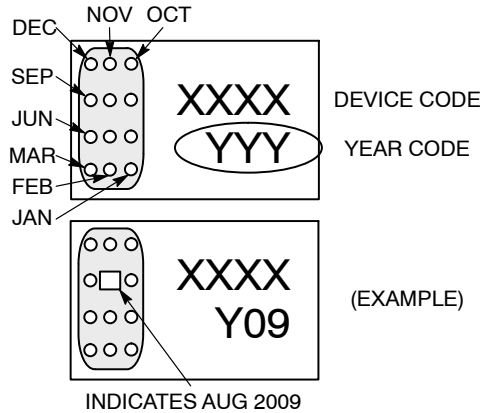 DEC
NOV
OCT
SEP
JUN
MAR
FEB
JAN
XXXX
DEVICE CODE
YYY
YEAR CODE
XXXX
Y09
(EXAMPLE)
INDICATES AUG 2009